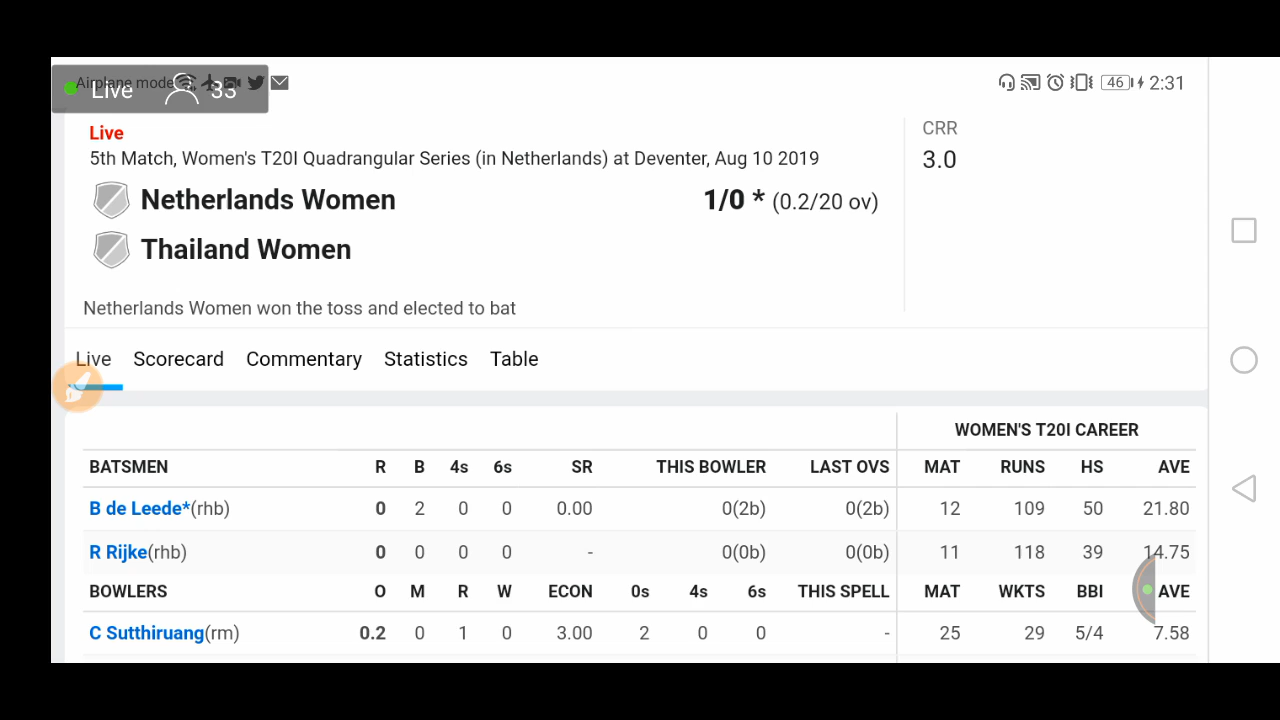 Airplane mode
Live 33
46 2:31
Live
5th Match, Women's T20I Quadrangular Series (in Netherlands) at Deventer, Aug 10 2019
CRR
3.0
Netherlands Women 1/0 * (0.2/20 ov)
Thailand Women
Netherlands Women won the toss and elected to bat
Live Scorecard Commentary Statistics Table
WOMEN'S T20I CAREER
BATSMEN R B 4s 6s SR THIS BOWLER LAST OVS MAT RUNS HS AVE
B de Leede*(rhb) 0 2 0 0 0.00 0(2b) 0(2b) 12 109 50 21.80
R Rijke(rhb) 0 0 0 0 - 0(0b) 0(0b) 11 118 39 14.75
BOWLERS O M R W ECON 0s 4s 6s THIS SPELL MAT WKTS BBI AVE
C Sutthiruang(rm) 0.2 0 1 0 3.00 2 0 0 - 25 29 5/4 7.58